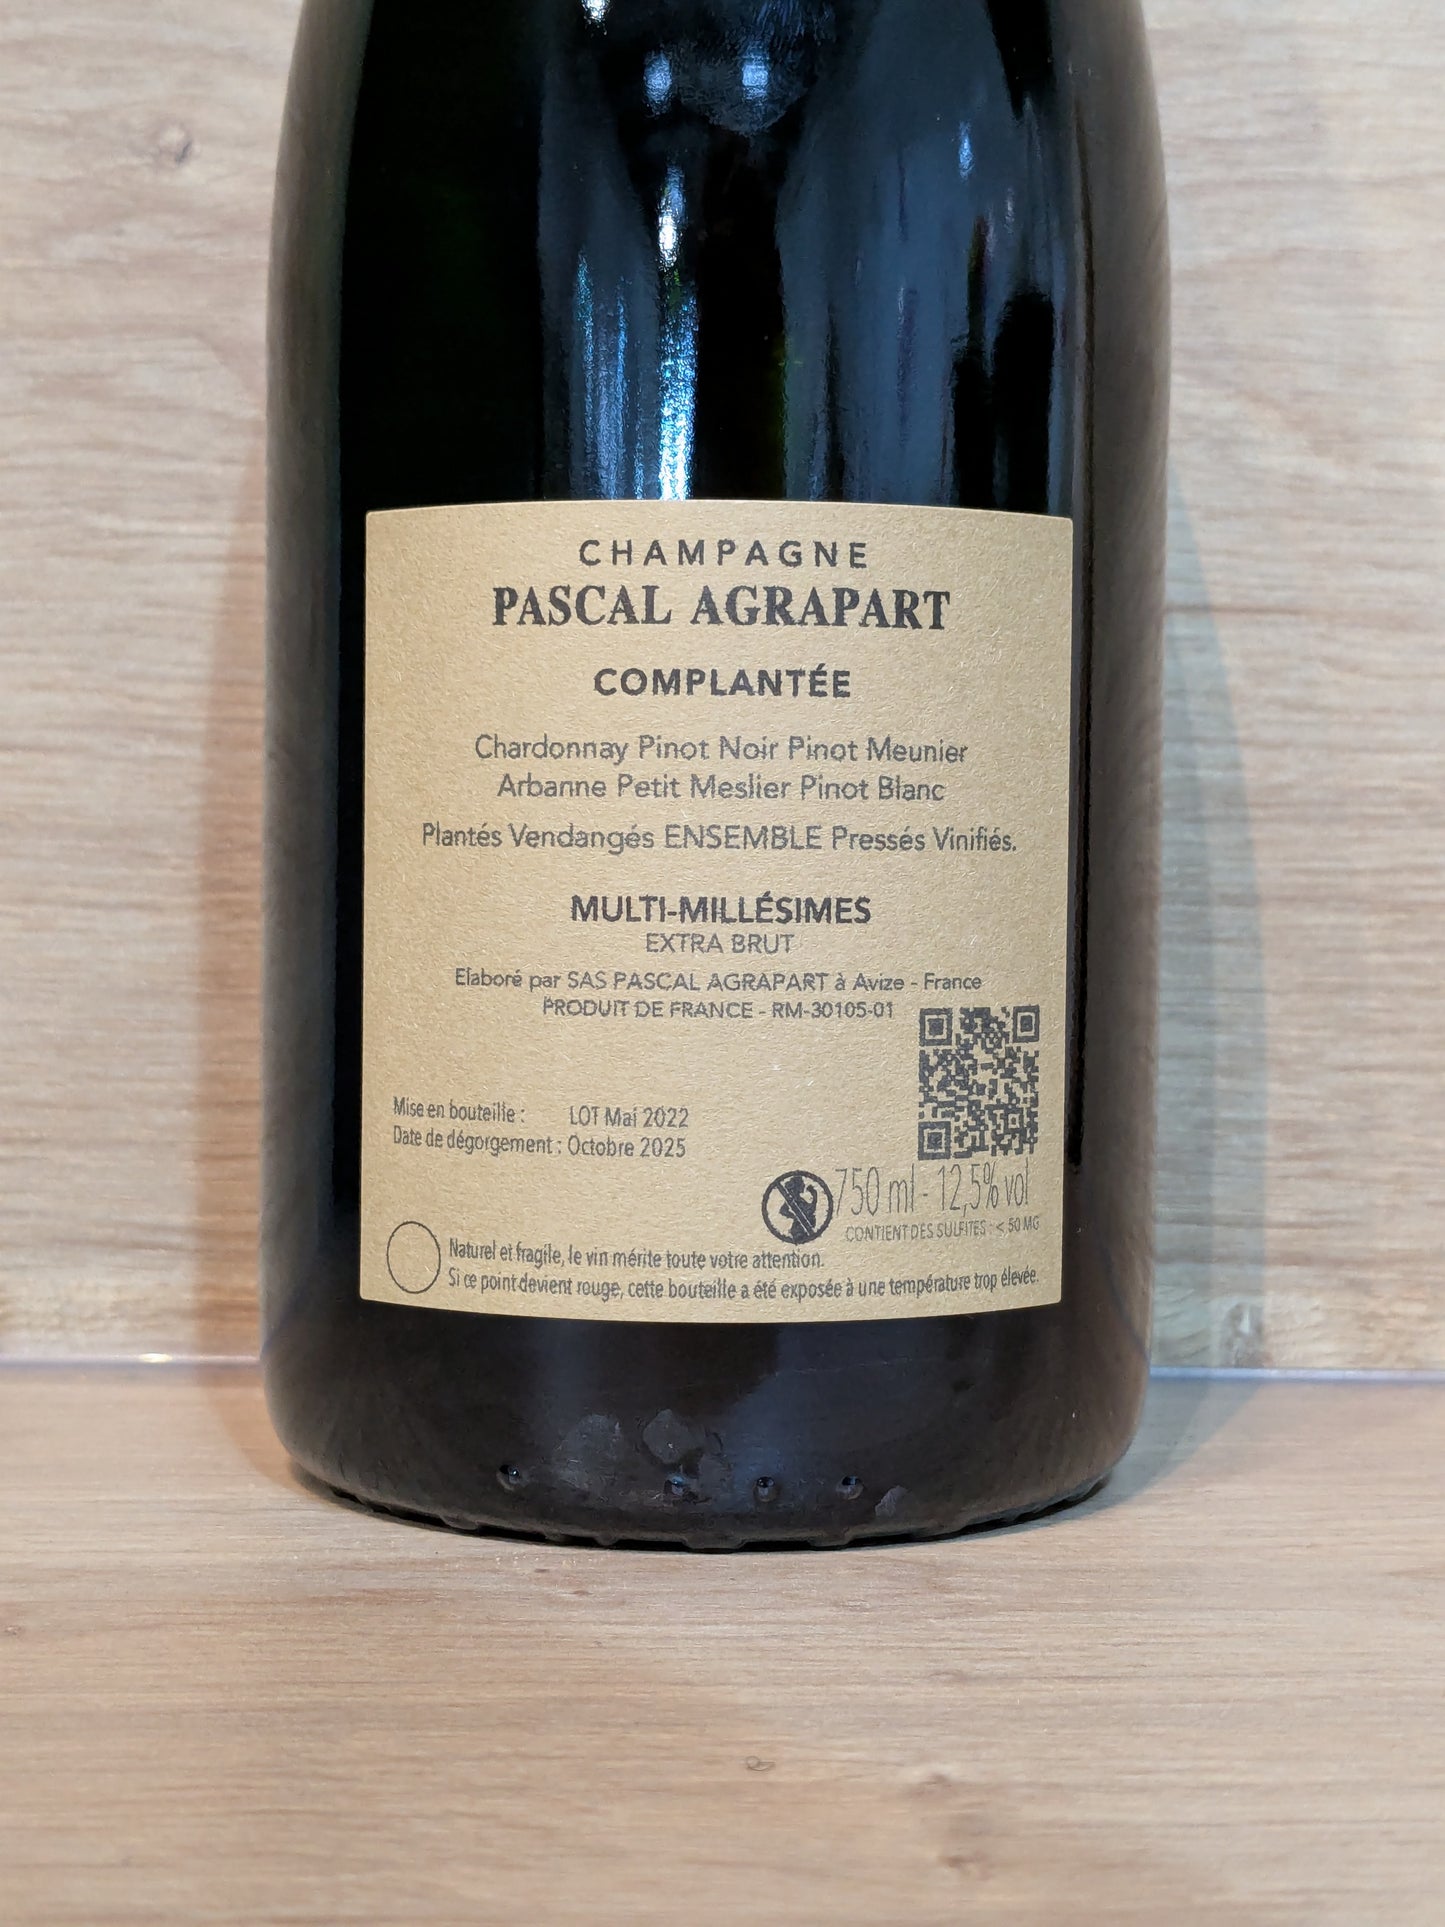 CHAMPAGNE
PASCAL AGRAPART
COMPLANTÉE
Chardonnay Pinot Noir Pinot Meunier
Arbanne Petit Meslier Pinot Blanc
Plantés Vendangés ENSEMBLE Pressés Vinifiés.
MULTI-MILLÉSIMES
EXTRA BRUT
Elaboré par SAS PASCAL AGRAPART à Avize - France
PRODUIT DE FRANCE - RM-30105-01
Mise en bouteille : LOT Mai 2022
Date de dégorgement : Octobre 2025
750 ml - 12,5% vol
CONTIENT DES SULFITES : < 50 MG
Naturel et fragile, le vin mérite toute votre attention.
Si ce point devient rouge, cette bouteille a été exposée à une température trop élevée.